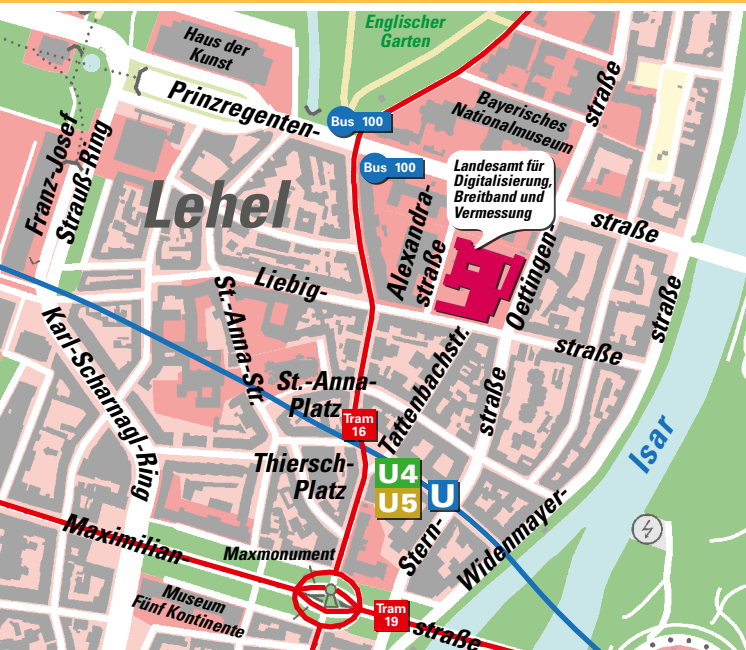 Englischer
Garten
Haus der
Kunst
Prinzregenten-
Bus 100
Bus 100
Bayerisches
Nationalmuseum
straße
Franz-Josef
Strauß-Ring
Lehel
Landesamt für
Digitalisierung,
Breitband und
Vermessung
Alexandra-
straße
straße
Oettingen-
Liebig-
straße
straße
St.-Anna-Str.
Karl-Scharnagl-Ring
St.-Anna-
Platz
Tram
16
Tattenbachstr.
straße
Isar
Thiersch-
Platz
U4
U5
U
Stern-
Widenmayer-
Maximilian-
Maxmonument
Museum
Fünf Kontinente
Tram
19
straße